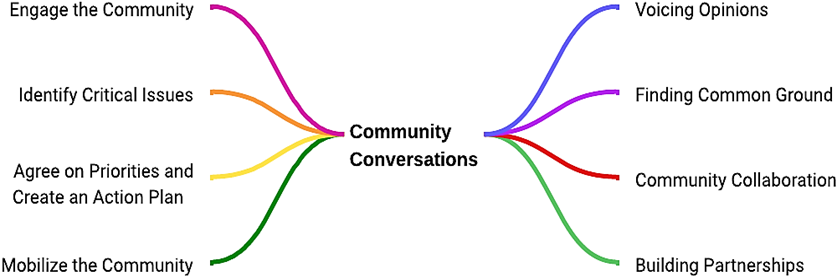 Engage the Community
Identify Critical Issues
Agree on Priorities and
Create an Action Plan
Mobilize the Community
Community
Conversations
Voicing Opinions
Finding Common Ground
Community Collaboration
Building Partnerships